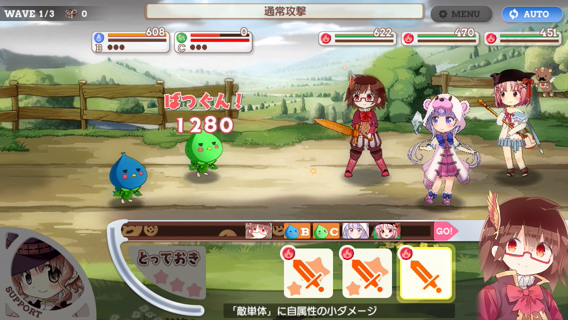 WAVE 1/3 0
通常攻撃
MENU
AUTO
608
B
0
C
622
470
451
ばつぐん!
1280
B C GO!
とっておき
SUPPORT
「敵単体」に自属性の小ダメージ